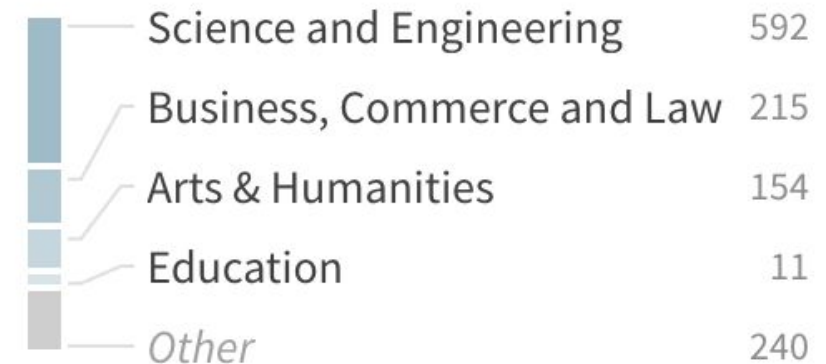 Science and Engineering 592
Business, Commerce and Law 215
Arts & Humanities 154
Education 11
Other 240